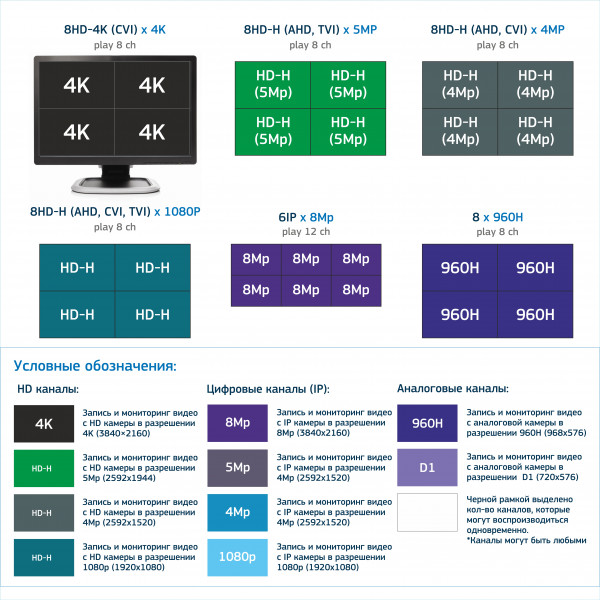 8HD-4K (CVI) x 4K
play 8 ch
4K 4K
4K 4K
8HD-H (AHD, TVI) x 5MP
play 8 ch
HD-H (5Mp) HD-H (5Mp)
HD-H (5Mp) HD-H (5Mp)
8HD-H (AHD, CVI) x 4MP
play 8 ch
HD-H (4Mp) HD-H (4Mp)
HD-H (4Mp) HD-H (4Mp)
8HD-H (AHD, CVI, TVI) x 1080P
play 8 ch
HD-H HD-H
HD-H HD-H
6IP x 8Mp
play 12 ch
8Mp 8Mp 8Mp
8Mp 8Mp 8Mp
8 x 960H
play 8 ch
960H 960H
960H 960H
Условные обозначения:
HD каналы:
4K
Запись и мониторинг видео
с HD камеры в разрешении
4K (3840×2160)
HD-H
Запись и мониторинг видео
с HD камеры в разрешении
5Мр (2592x1944)
HD-H
Запись и мониторинг видео
с HD камеры в разрешении
4Мр (2592x1520)
HD-H
Запись и мониторинг видео
с HD камеры в разрешении
1080p (1920x1080)
Цифровые каналы (IP):
8Mp
Запись и мониторинг видео
с IP камеры в разрешении
8Мр (3840x2160)
5Mp
Запись и мониторинг видео
с IP камеры в разрешении
4Мр (2592x1520)
4Mp
Запись и мониторинг видео
с IP камеры в разрешении
4Мр (2592x1520)
1080p
Запись и мониторинг видео
с IP камеры в разрешении
1080p (1920x1080)
Аналоговые каналы:
960H
Запись и мониторинг видео
с аналоговой камеры в
разрешении 960H (968x576)
D1
Запись и мониторинг видео
с аналоговой камеры в
разрешении D1 (720x576)
Черной рамкой выделено
кол-во каналов, которые
могут воспроизводиться
одновременно.
*Каналы могут быть любыми